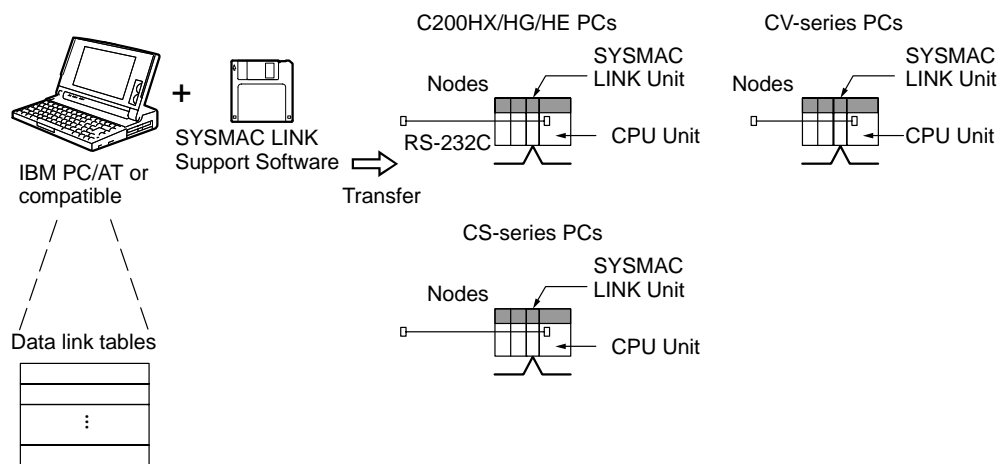 C200HX/HG/HE PCs
SYSMAC
LINK Unit
Nodes
RS-232C
CPU Unit
CV-series PCs
SYSMAC
LINK Unit
Nodes
CPU Unit
+
SYSMAC LINK
Support Software
IBM PC/AT or
compatible
Transfer
CS-series PCs
SYSMAC
LINK Unit
Nodes
CPU Unit
Data link tables